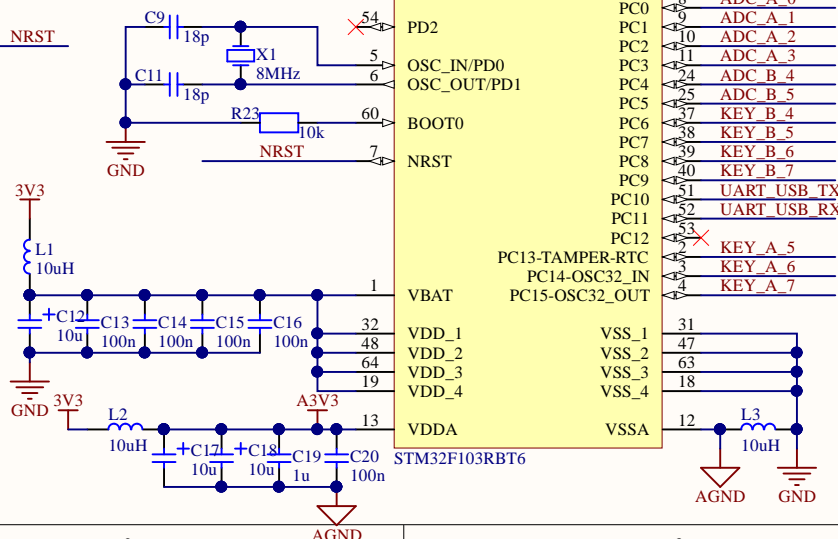 C9
18p
X1
8MHz
C11
18p
R23
10k
GND
NRST
NRST
54 PD2
5 OSC_IN/PD0
6 OSC_OUT/PD1
60 BOOT0
7 NRST
PC0
PC1 9 ADC_A_1
PC2 10 ADC_A_2
PC3 11 ADC_A_3
PC4 24 ADC_B_4
PC5 25 ADC_B_5
PC6 37 KEY_B_4
PC7 38 KEY_B_5
PC8 39 KEY_B_6
PC9 40 KEY_B_7
PC10 51 UART_USB_TX
PC11 52 UART_USB_RX
PC12 53
PC13-TAMPER-RTC 2 KEY_A_5
PC14-OSC32_IN 3 KEY_A_6
PC15-OSC32_OUT 4 KEY_A_7
3V3
L1
10uH
C12
10u
C13
100n
C14
100n
C15
100n
C16
100n
GND
1 VBAT
32 VDD_1
48 VDD_2
64 VDD_3
19 VDD_4
13 VDDA
VSS_1 31
VSS_2 47
VSS_3 63
VSS_4 18
VSSA 12
3V3
L2
10uH
A3V3
C17
10u
C18
10u
C19
1u
C20
100n
AGND
STM32F103RBT6
L3
10uH
AGND
GND